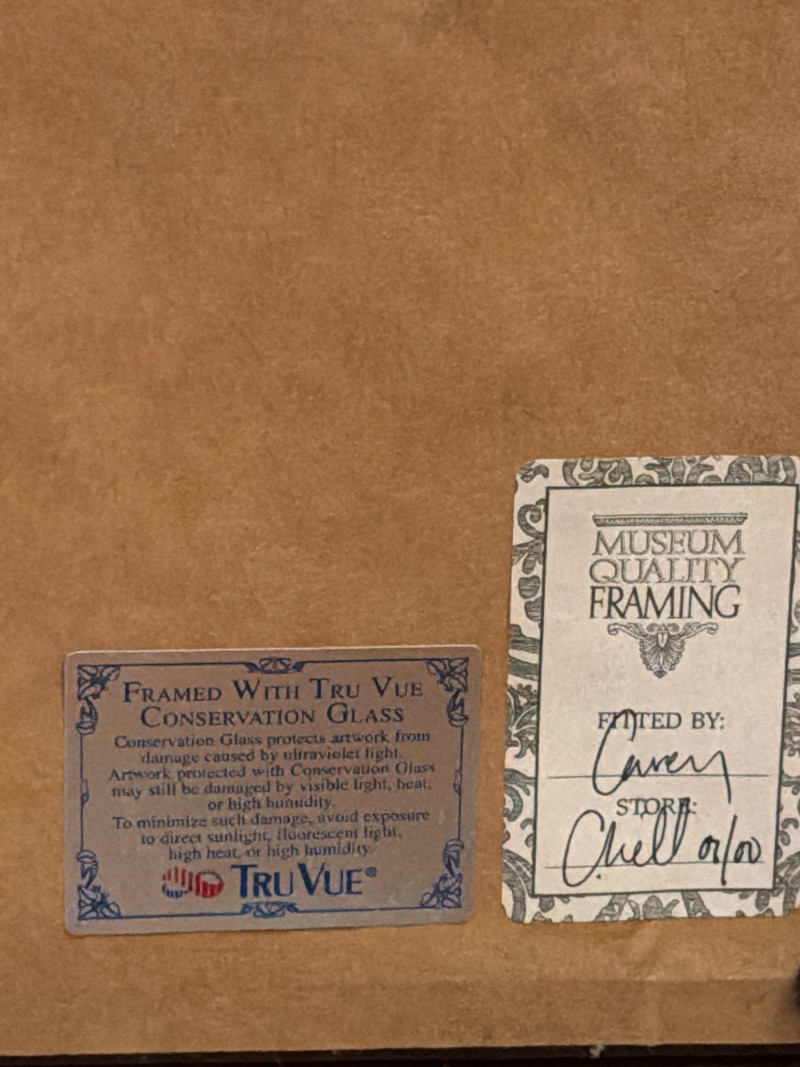 FRAMED WITH TRU VUE
CONSERVATION GLASS
Conservation Glass protects artwork from
damage caused by ultraviolet light.
Artwork protected with Conservation Glass
may still be damaged by visible light, heat,
or high humidity.
To minimize such damage, avoid exposure
to direct sunlight, fluorescent light,
high heat, or high humidity.
TRU VUE®
MUSEUM
QUALITY
FRAMING
FITTED BY:
STORE: